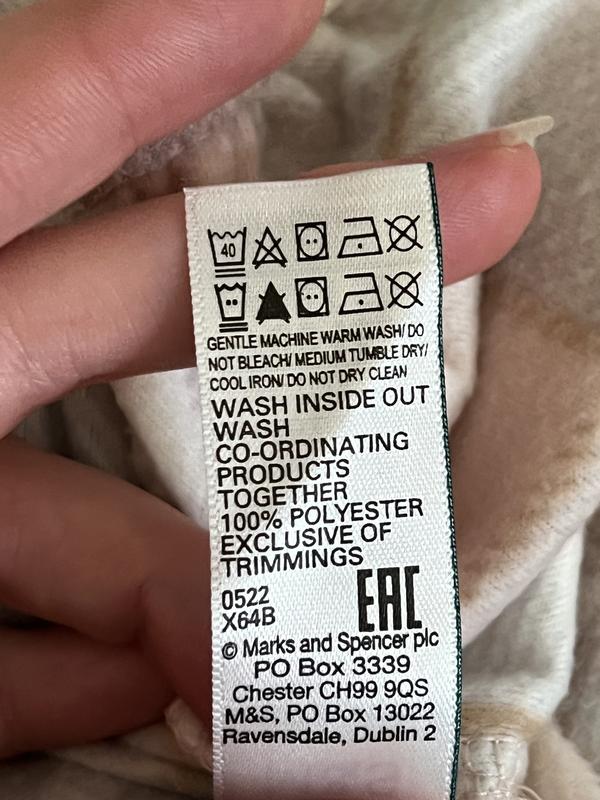 40
GENTLE MACHINE WARM WASH/ DO
NOT BLEACH/ MEDIUM TUMBLE DRY/
COOL IRON/ DO NOT DRY CLEAN
WASH INSIDE OUT
WASH
CO-ORDINATING
PRODUCTS
TOGETHER
100% POLYESTER
EXCLUSIVE OF
TRIMMINGS
0522
X64B
EAC
© Marks and Spencer plc
PO Box 3339
Chester CH99 9QS
M&S, PO Box 13022
Ravensdale, Dublin 2